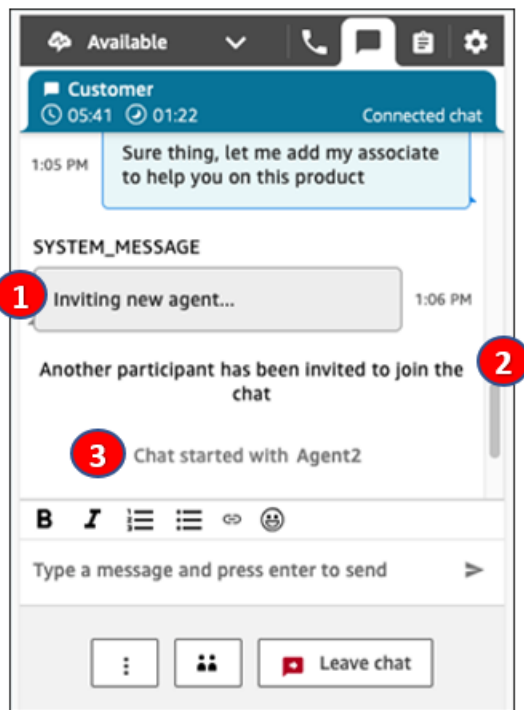 Available
Customer
05:41 01:22 Connected chat
1:05 PM
Sure thing, let me add my associate
to help you on this product
SYSTEM_MESSAGE
1
Inviting new agent...
1:06 PM
2
Another participant has been invited to join the
chat
3
Chat started with Agent2
B I
Type a message and press enter to send
Leave chat